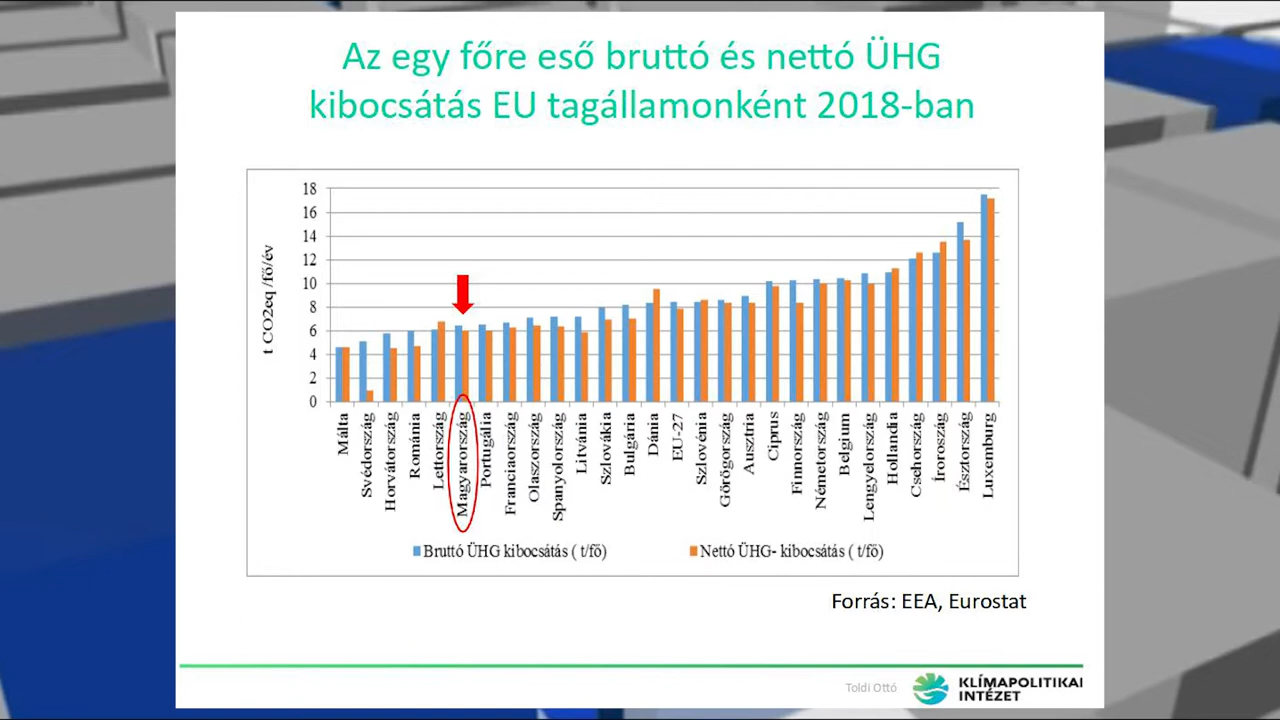 Az egy főre eső bruttó és nettó ÜHG
kibocsátás EU tagállamonként 2018-ban
18
16
14
12
10
8
6
4
2
0
t CO2eq /fő/év
Málta
Svédország
Horvátország
Románia
Lettország
Magyarország
Portugália
Franciaország
Olaszország
Spanyolország
Litvánia
Szlovákia
Bulgária
Dánia
EU-27
Szlovénia
Görögország
Ausztria
Ciprus
Finnország
Németország
Belgium
Lengyelország
Hollandia
Csehország
Íroroszág
Észtország
Luxemburg
Bruttó ÜHG kibocsátás ( t/fő)
Nettó ÜHG- kibocsátás ( t/fő)
Forrás: EEA, Eurostat
Toldi Ottó
KLÍMAPOLITIKAI
INTÉZET